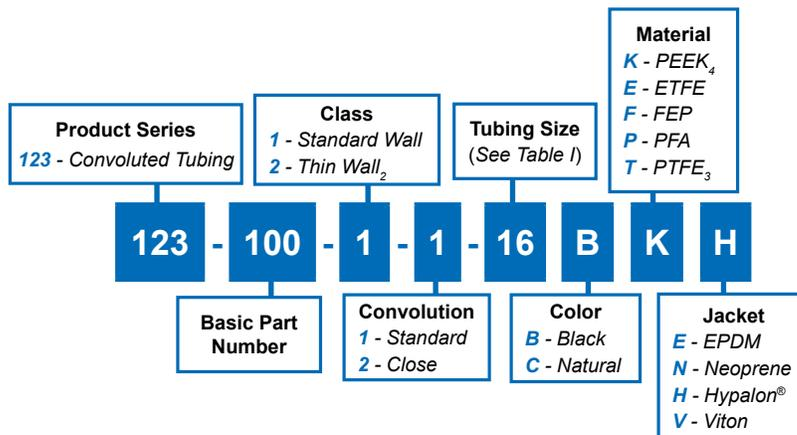 Material
K - PEEK4
E - ETFE
F - FEP
P - PFA
T - PTFE3
Class
1 - Standard Wall
2 - Thin Wall2
Product Series
123 - Convoluted Tubing
Tubing Size
(See Table I)
123 - 100 - 1 - 1 - 16 B K H
Basic Part
Number
Convolution
1 - Standard
2 - Close
Color
B - Black
C - Natural
Jacket
E - EPDM
N - Neoprene
H - Hypalon®
V - Viton